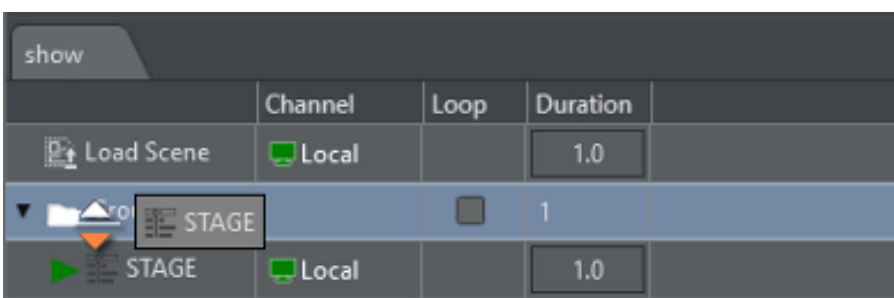 show
Channel Loop Duration
Load Scene Local 1.0
STAGE 1
STAGE Local 1.0